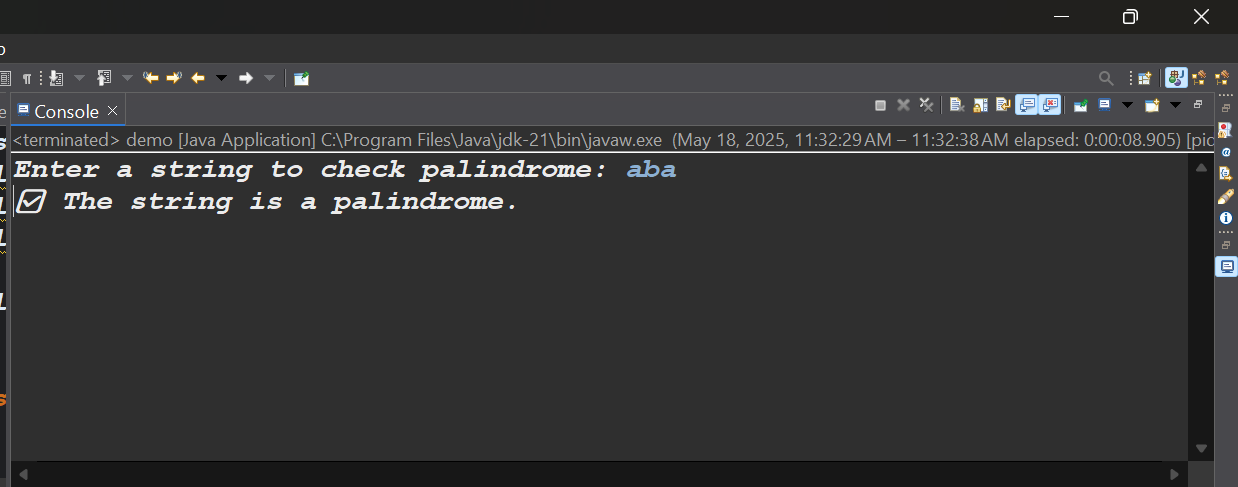 Console
<terminated> demo [Java Application] C:\Program Files\Java\jdk-21\bin\javaw.exe (May 18, 2025, 11:32:29 AM – 11:32:38 AM elapsed: 0:00:08.905) [pid
Enter a string to check palindrome: aba
☑ The string is a palindrome.